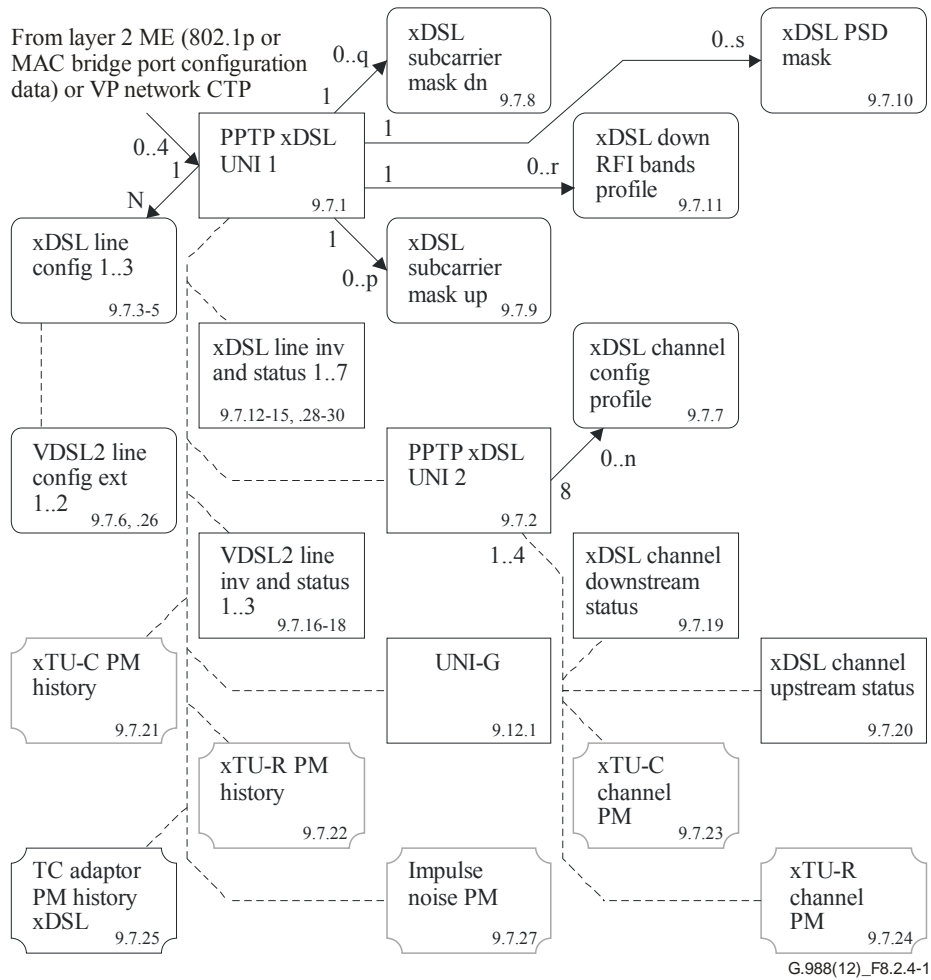 From layer 2 ME (802.1p or
MAC bridge port configuration
data) or VP network CTP
0..q
1
xDSL
subcarrier
mask dn
9.7.8
0..s
xDSL PSD
mask
9.7.10
0..4
1
N
PPTP xDSL
UNI 1
9.7.1
1
1
0..r
xDSL down
RFI bands
profile
9.7.11
xDSL line
config 1..3
9.7.3-5
1
0..p
xDSL
subcarrier
mask up
9.7.9
xDSL line inv
and status 1..7
9.7.12-15, .28-30
xDSL channel
config
profile
9.7.7
VDSL2 line
config ext
1..2
9.7.6, .26
PPTP xDSL
UNI 2
9.7.2
8
0..n
1..4
VDSL2 line
inv and status
1..3
9.7.16-18
xDSL channel
downstream
status
9.7.19
xTU-C PM
history
9.7.21
UNI-G
9.12.1
xDSL channel
upstream status
9.7.20
xTU-R PM
history
9.7.22
xTU-C
channel
PM
9.7.23
TC adaptor
PM history
xDSL
9.7.25
Impulse
noise PM
9.7.27
xTU-R
channel
PM
9.7.24
G.988(12)_F8.2.4-1